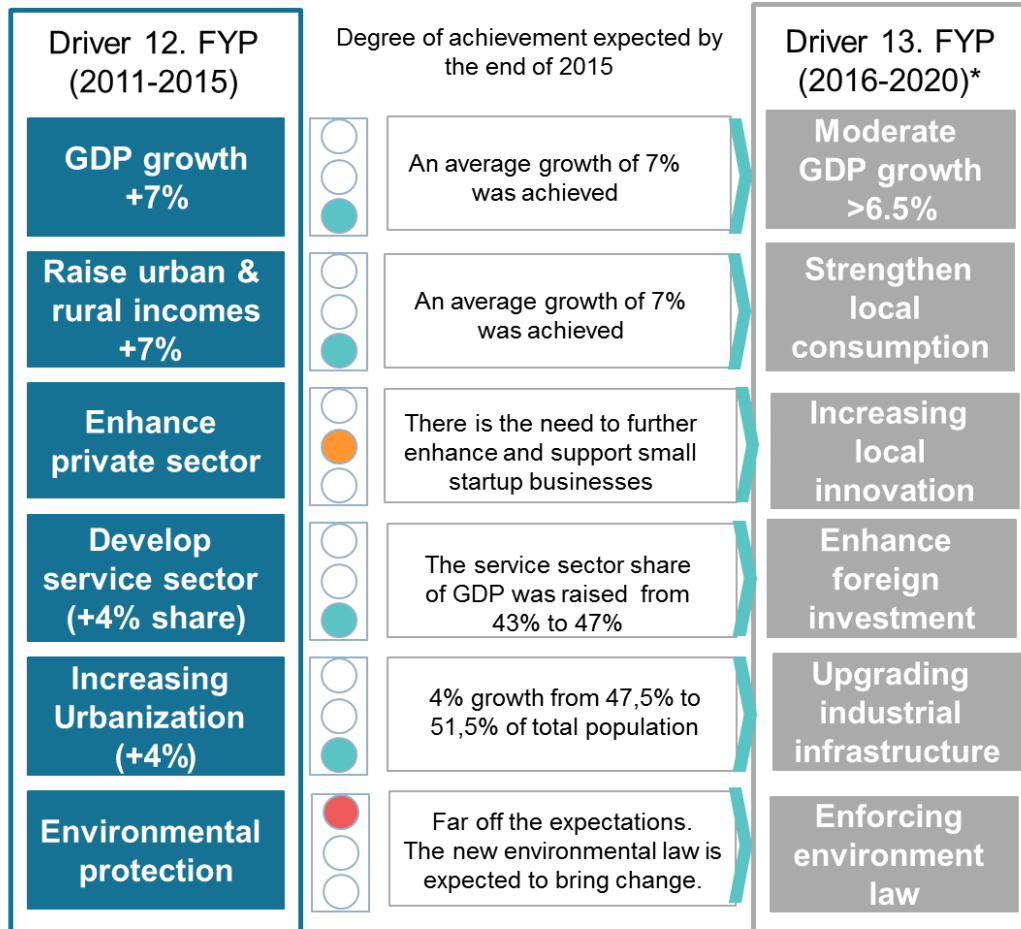 Driver 12. FYP
(2011-2015)
Degree of achievement expected by
the end of 2015
Driver 13. FYP
(2016-2020)*
GDP growth
+7%
An average growth of 7%
was achieved
Moderate
GDP growth
>6.5%
Raise urban &
rural incomes
+7%
An average growth of 7%
was achieved
Strengthen
local
consumption
Enhance
private sector
There is the need to further
enhance and support small
startup businesses
Increasing
local
innovation
Develop
service sector
(+4% share)
The service sector share
of GDP was raised from
43% to 47%
Enhance
foreign
investment
Increasing
Urbanization
(+4%)
4% growth from 47,5% to
51,5% of total population
Upgrading
industrial
infrastructure
Environmental
protection
Far off the expectations.
The new environmental law is
expected to bring change.
Enforcing
environment
law